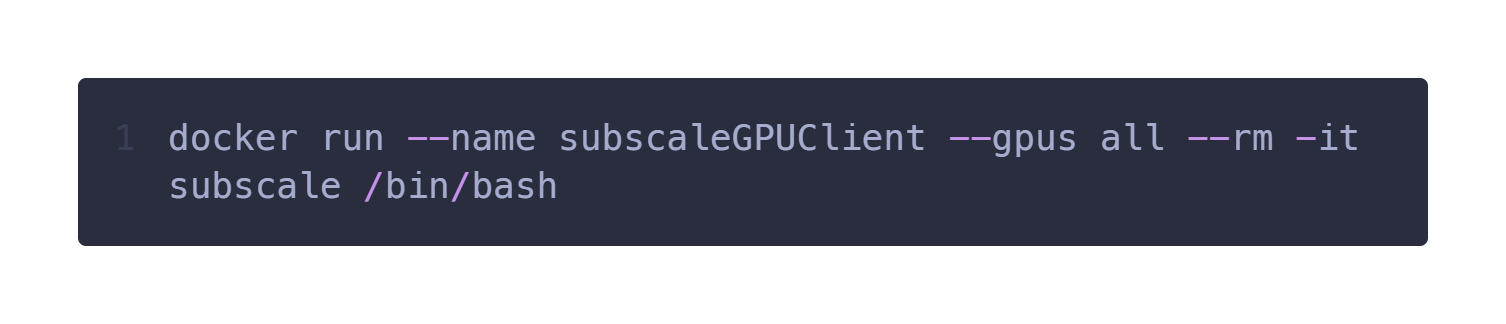 1 docker run --name subscaleGPUClient --gpus all --rm -it
subscale /bin/bash